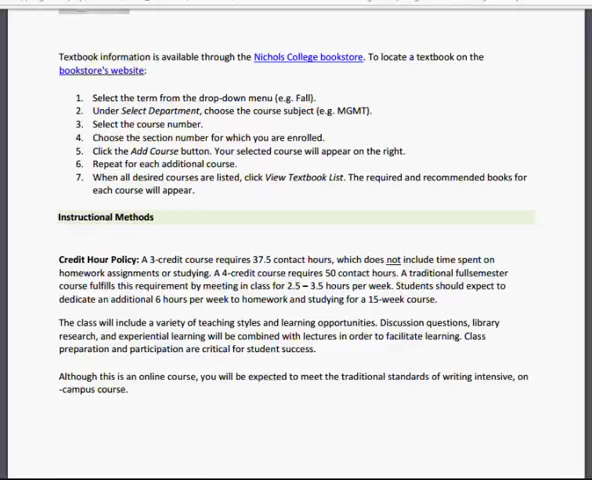 Textbook information is available through the Nichols College bookstore. To locate a textbook on the
bookstore's website:
1. Select the term from the drop-down menu (e.g. Fall).
2. Under Select Department, choose the course subject (e.g. MGMT).
3. Select the course number.
4. Choose the section number for which you are enrolled.
5. Click the Add Course button. Your selected course will appear on the right.
6. Repeat for each additional course.
7. When all desired courses are listed, click View Textbook List. The required and recommended books for
each course will appear.
Instructional Methods
Credit Hour Policy: A 3-credit course requires 37.5 contact hours, which does not include time spent on
homework assignments or studying. A 4-credit course requires 50 contact hours. A traditional fullsemester
course fulfills this requirement by meeting in class for 2.5 – 3.5 hours per week. Students should expect to
dedicate an additional 6 hours per week to homework and studying for a 15-week course.
The class will include a variety of teaching styles and learning opportunities. Discussion questions, library
research, and experiential learning will be combined with lectures in order to facilitate learning. Class
preparation and participation are critical for student success.
Although this is an online course, you will be expected to meet the traditional standards of writing intensive, on
-campus course.